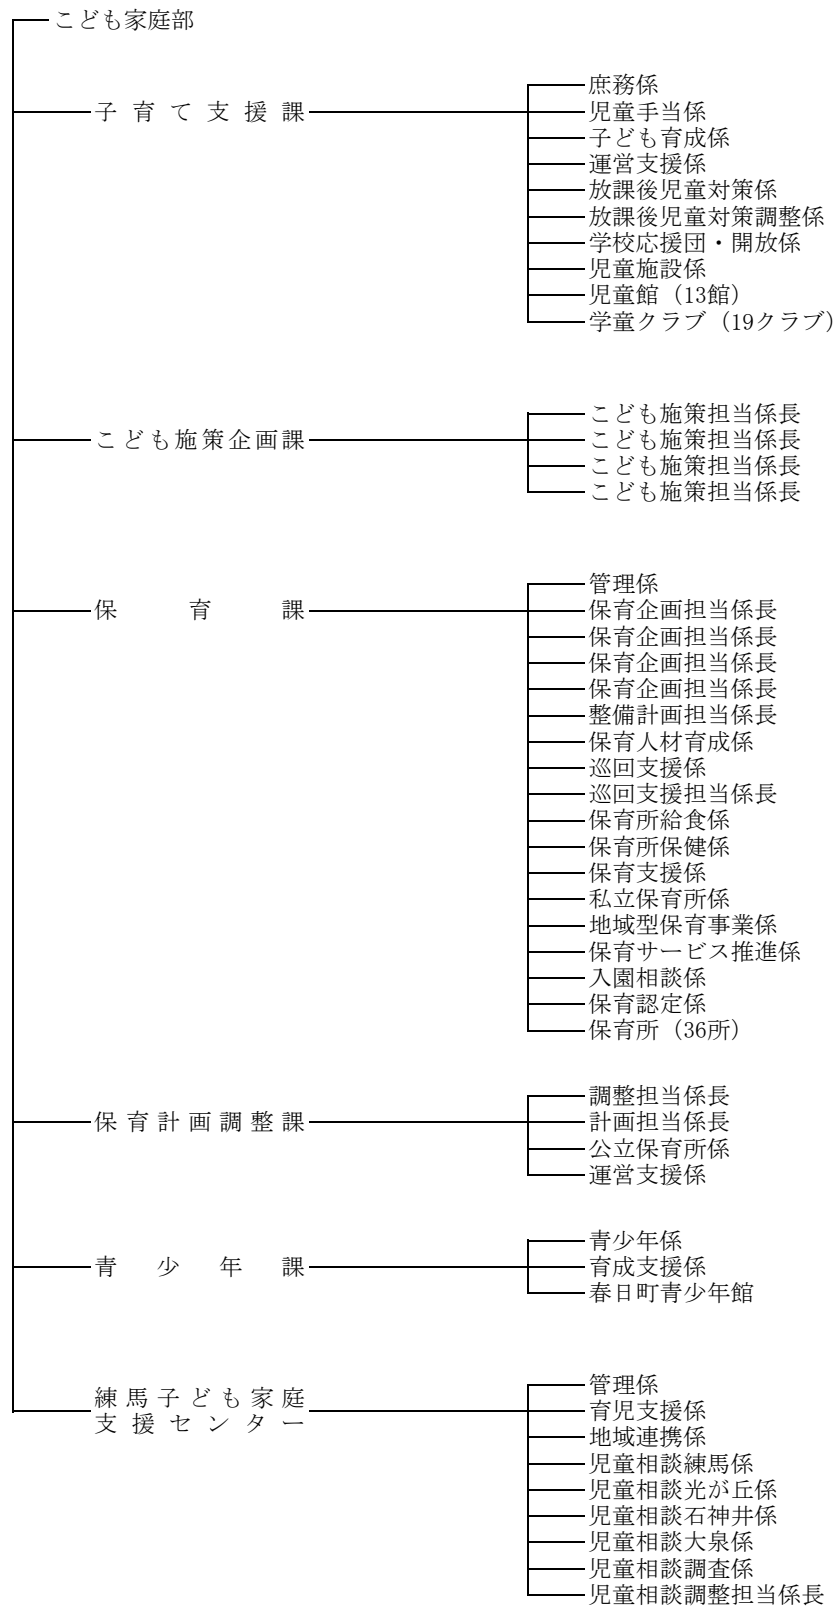 こども家庭部
子育て支援課
庶務係
児童手当係
子ども育成係
運営支援係
放課後児童対策係
放課後児童対策調整係
学校応援団・開放係
児童施設係
児童館（13館）
学童クラブ（19クラブ）
こども施策企画課
こども施策担当係長
こども施策担当係長
こども施策担当係長
こども施策担当係長
保育課
管理係
保育企画担当係長
保育企画担当係長
保育企画担当係長
保育企画担当係長
整備計画担当係長
保育人材育成係
巡回支援係
巡回支援担当係長
保育所給食係
保育所保健係
保育支援係
私立保育所係
地域型保育事業係
保育サービス推進係
入園相談係
保育認定係
保育所（36所）
保育計画調整課
調整担当係長
計画担当係長
公立保育所係
運営支援係
青少年課
青少年係
育成支援係
春日町青少年館
練馬子ども家庭
支援センター
管理係
育児支援係
地域連携係
児童相談練馬係
児童相談光が丘係
児童相談石神井係
児童相談大泉係
児童相談調査係
児童相談調整担当係長